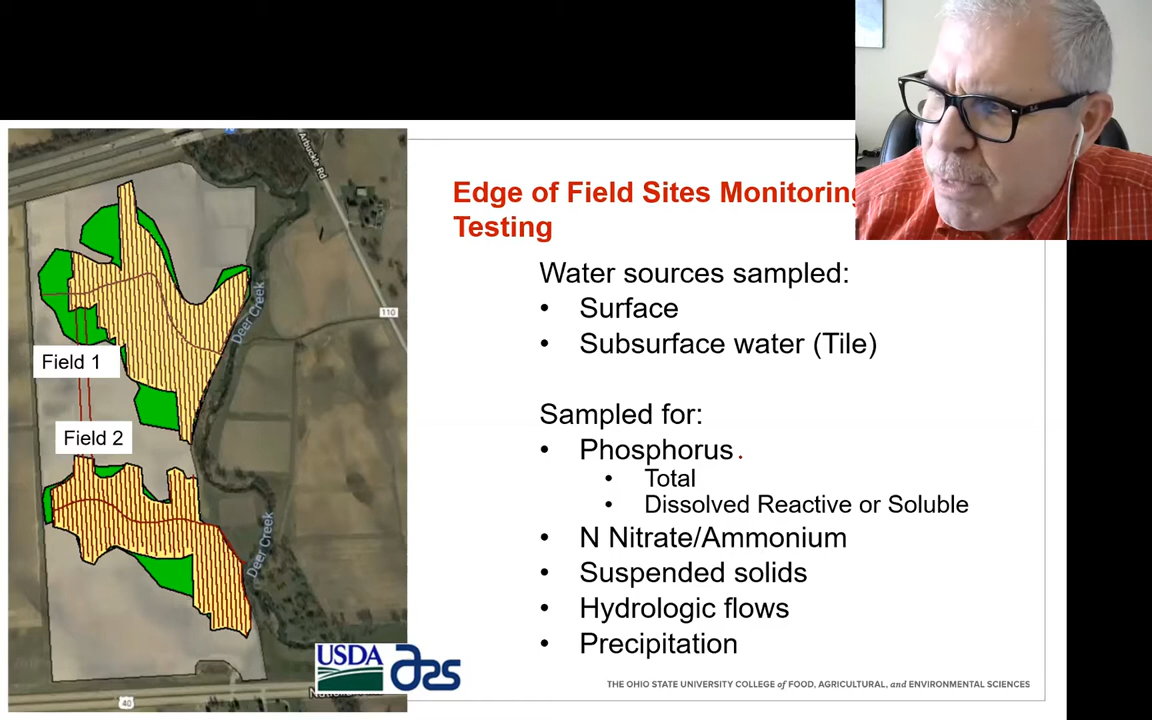 Arbuckle Rd
110
Deer Creek
Field 1
Field 2
Deer Creek
40
USDA
ars
Edge of Field Sites Monitoring
Testing
Water sources sampled:
• Surface
• Subsurface water (Tile)
Sampled for:
• Phosphorus
• Total
• Dissolved Reactive or Soluble
• N Nitrate/Ammonium
• Suspended solids
• Hydrologic flows
• Precipitation
THE OHIO STATE UNIVERSITY COLLEGE of FOOD, AGRICULTURAL, and ENVIRONMENTAL SCIENCES